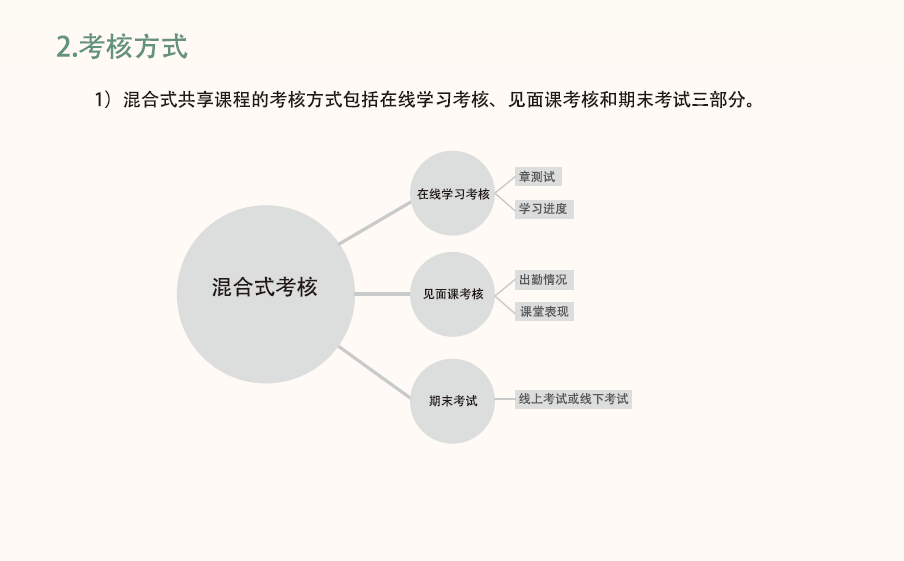 2.考核方式
1）混合式共享课程的考核方式包括在线学习考核、见面课考核和期末考试三部分。
混合式考核
在线学习考核
章测试
学习进度
见面课考核
出勤情况
课堂表现
期末考试
线上考试或线下考试